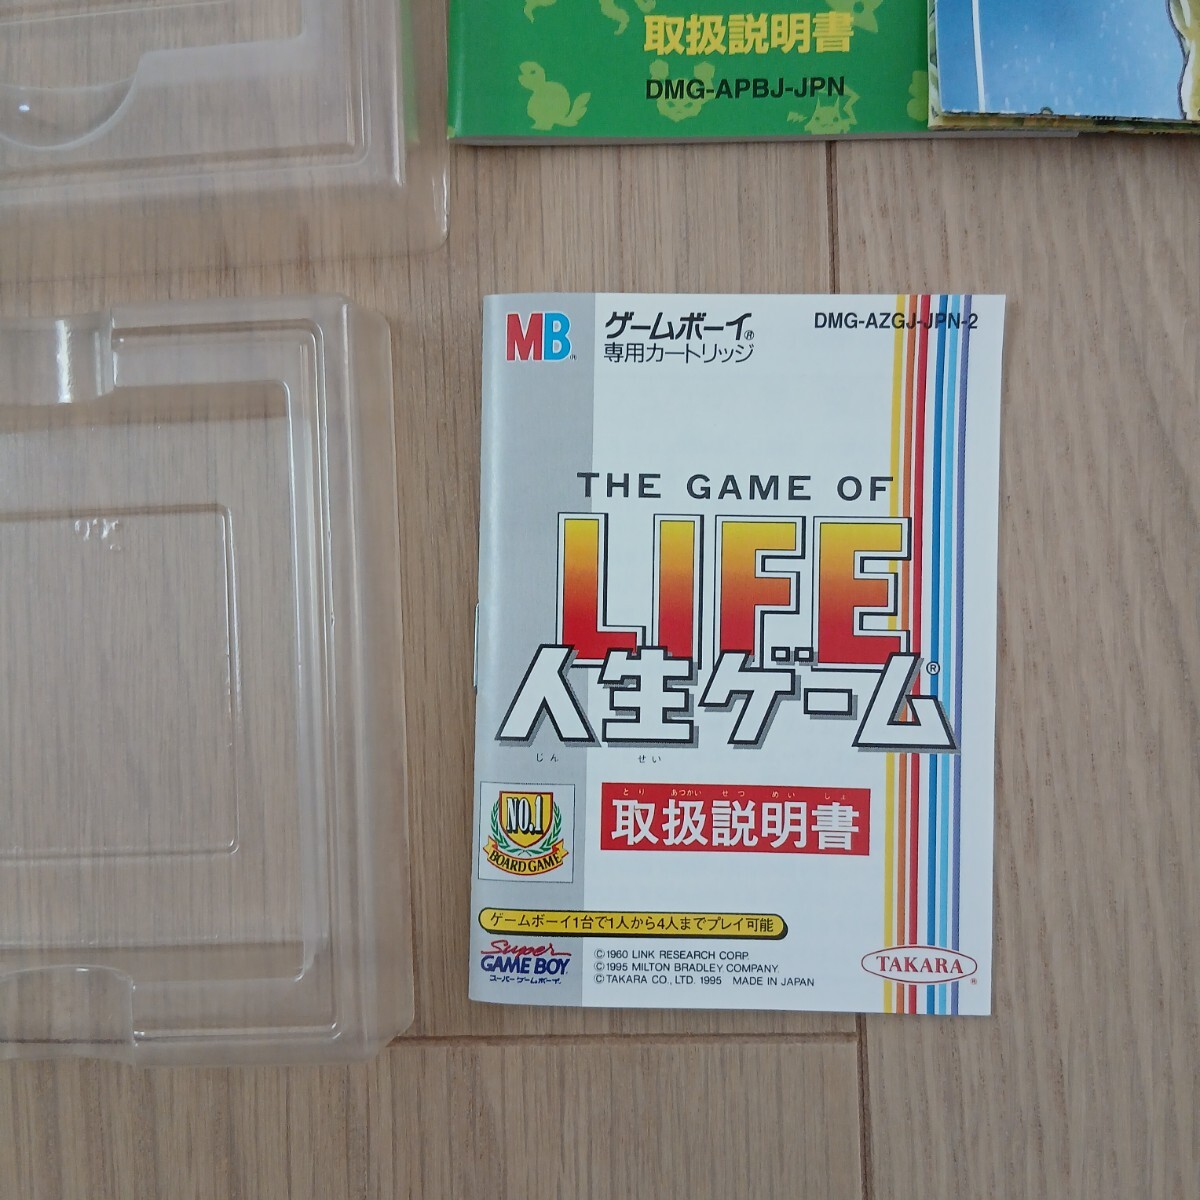 取扱説明書
DMG-APBJ-JPN
MB
ゲームボーイ®
専用カートリッジ
DMG-AZGJ-JPN-2
THE GAME OF
LIFE
人生ゲーム®
じん せい
とり あつかい せつ めい しょ
取扱説明書
NO.1
BOARD GAME
ゲームボーイ1台で1人から4人までプレイ可能
Super
GAME BOY
スーパーゲームボーイ
©1960 LINK RESEARCH CORP.
©1995 MILTON BRADLEY COMPANY.
©TAKARA CO., LTD. 1995 MADE IN JAPAN
TAKARA®